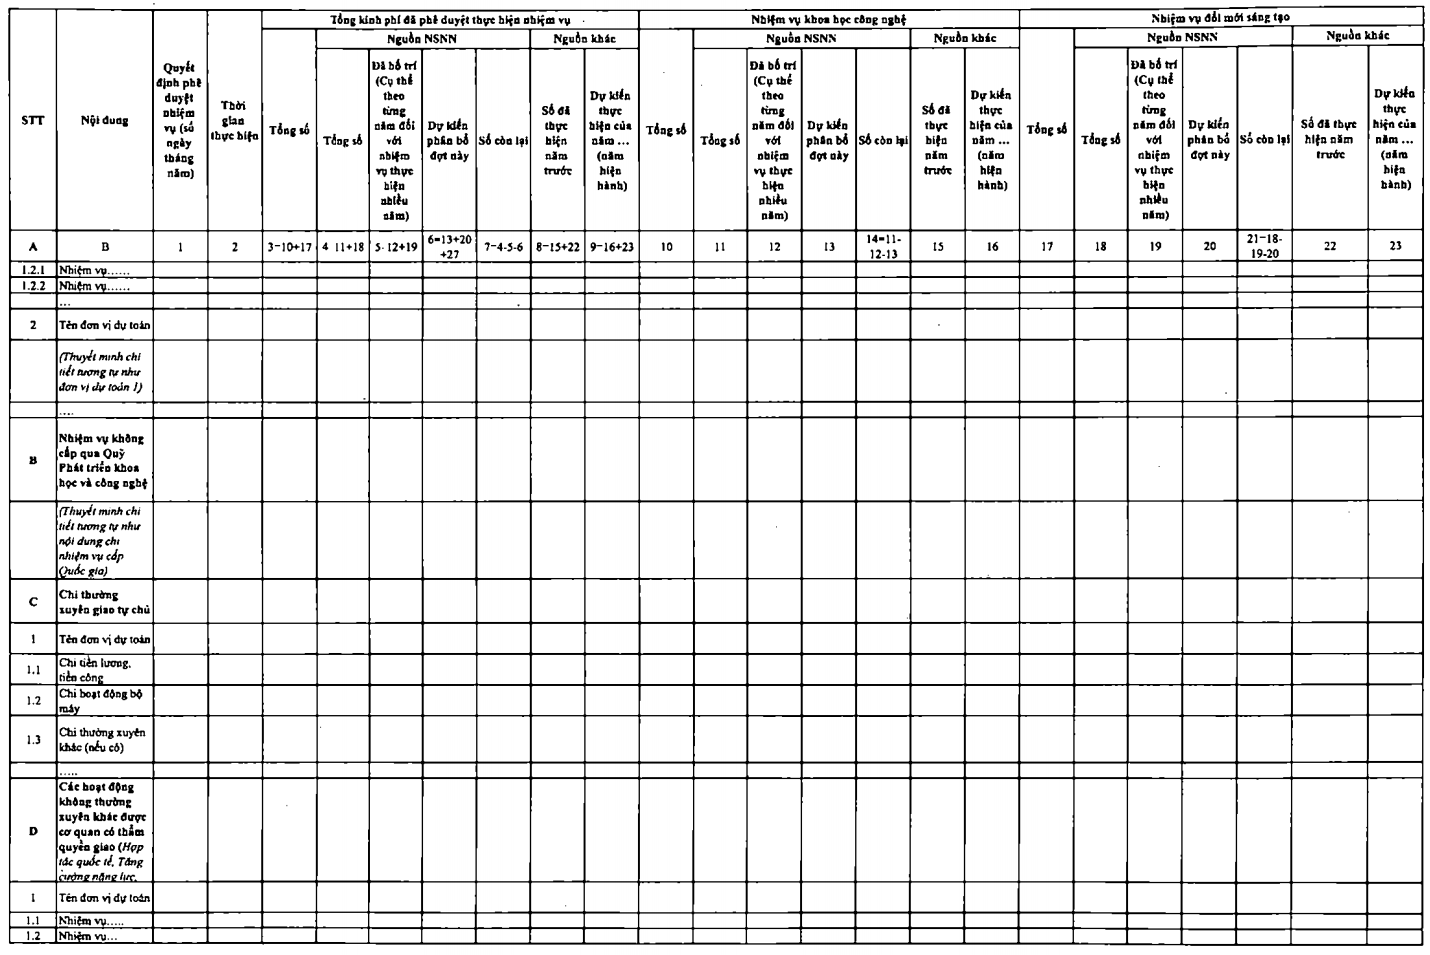 Tổng kinh phí đã phê duyệt thực hiện nhiệm vụ
Nhiệm vụ khoa học công nghệ
Nhiệm vụ đổi mới sáng tạo
Nguồn NSNN
Nguồn khác
Nguồn NSNN
Nguồn khác
Nguồn NSNN
Nguồn khác
STT
Nội dung
Quyết
định phê
duyệt
nhiệm
vụ (số
ngày
tháng
năm)
Thời
gian
thực hiện
Tổng số
Tổng số
Đã bố trí
(Cụ thể
theo
từng
năm đối
với
nhiệm
vụ thực
hiện
nhiều
năm)
Dự kiến
phân bổ
đợt này
Số còn lại
Số đã
thực
hiện
năm
trước
Dự kiến
thực
hiện của
năm ...
(năm
hiện
hành)
Tổng số
Tổng số
Đã bố trí
(Cụ thể
theo
từng
năm đối
với
nhiệm
vụ thực
hiện
nhiều
năm)
Dự kiến
phân bổ
đợt này
Số còn lại
Số đã
thực
hiện
năm
trước
Dự kiến
thực
hiện của
năm ...
(năm
hiện
hành)
Tổng số
Tổng số
Đã bố trí
(Cụ thể
theo
từng
năm đối
với
nhiệm
vụ thực
hiện
nhiều
năm)
Dự kiến
phân bổ
đợt này
Số còn lại
Số đã thực
hiện năm
trước
Dự kiến
thực
hiện của
năm ...
(năm
hiện
hành)
A
B
1
2
3=10+17
4 11+18
5 12+19
6=13+20
+27
7=4-5-6
8=15+22
9=16+23
10
11
12
13
14=11-
12-13
15
16
17
18
19
20
21=18-
19-20
22
23
1.2.1 Nhiệm vụ......
1.2.2 Nhiệm vụ......
...
2 Tên đơn vị dự toán
(Thuyết minh chi
tiết tương tự như
đơn vị dự toán 1)
....
B
Nhiệm vụ không
cấp qua Quỹ
Phát triển khoa
học và công nghệ
(Thuyết minh chi
tiết tương tự như
nội dung chi
nhiệm vụ cấp
Quốc gia)
C
Chi thường
xuyên giao tự chủ
1 Tên đơn vị dự toán
1.1
Chi tiền lương,
tiền công
1.2
Chi hoạt động bộ
máy
1.3
Chi thường xuyên
khác (nếu có)
.....
D
Các hoạt động
không thường
xuyên khác được
cơ quan có thẩm
quyền giao (Hợp
tác quốc tế, Tăng
cường năng lực,
1 Tên đơn vị dự toán
1.1 Nhiệm vụ.....
1.2 Nhiệm vụ...